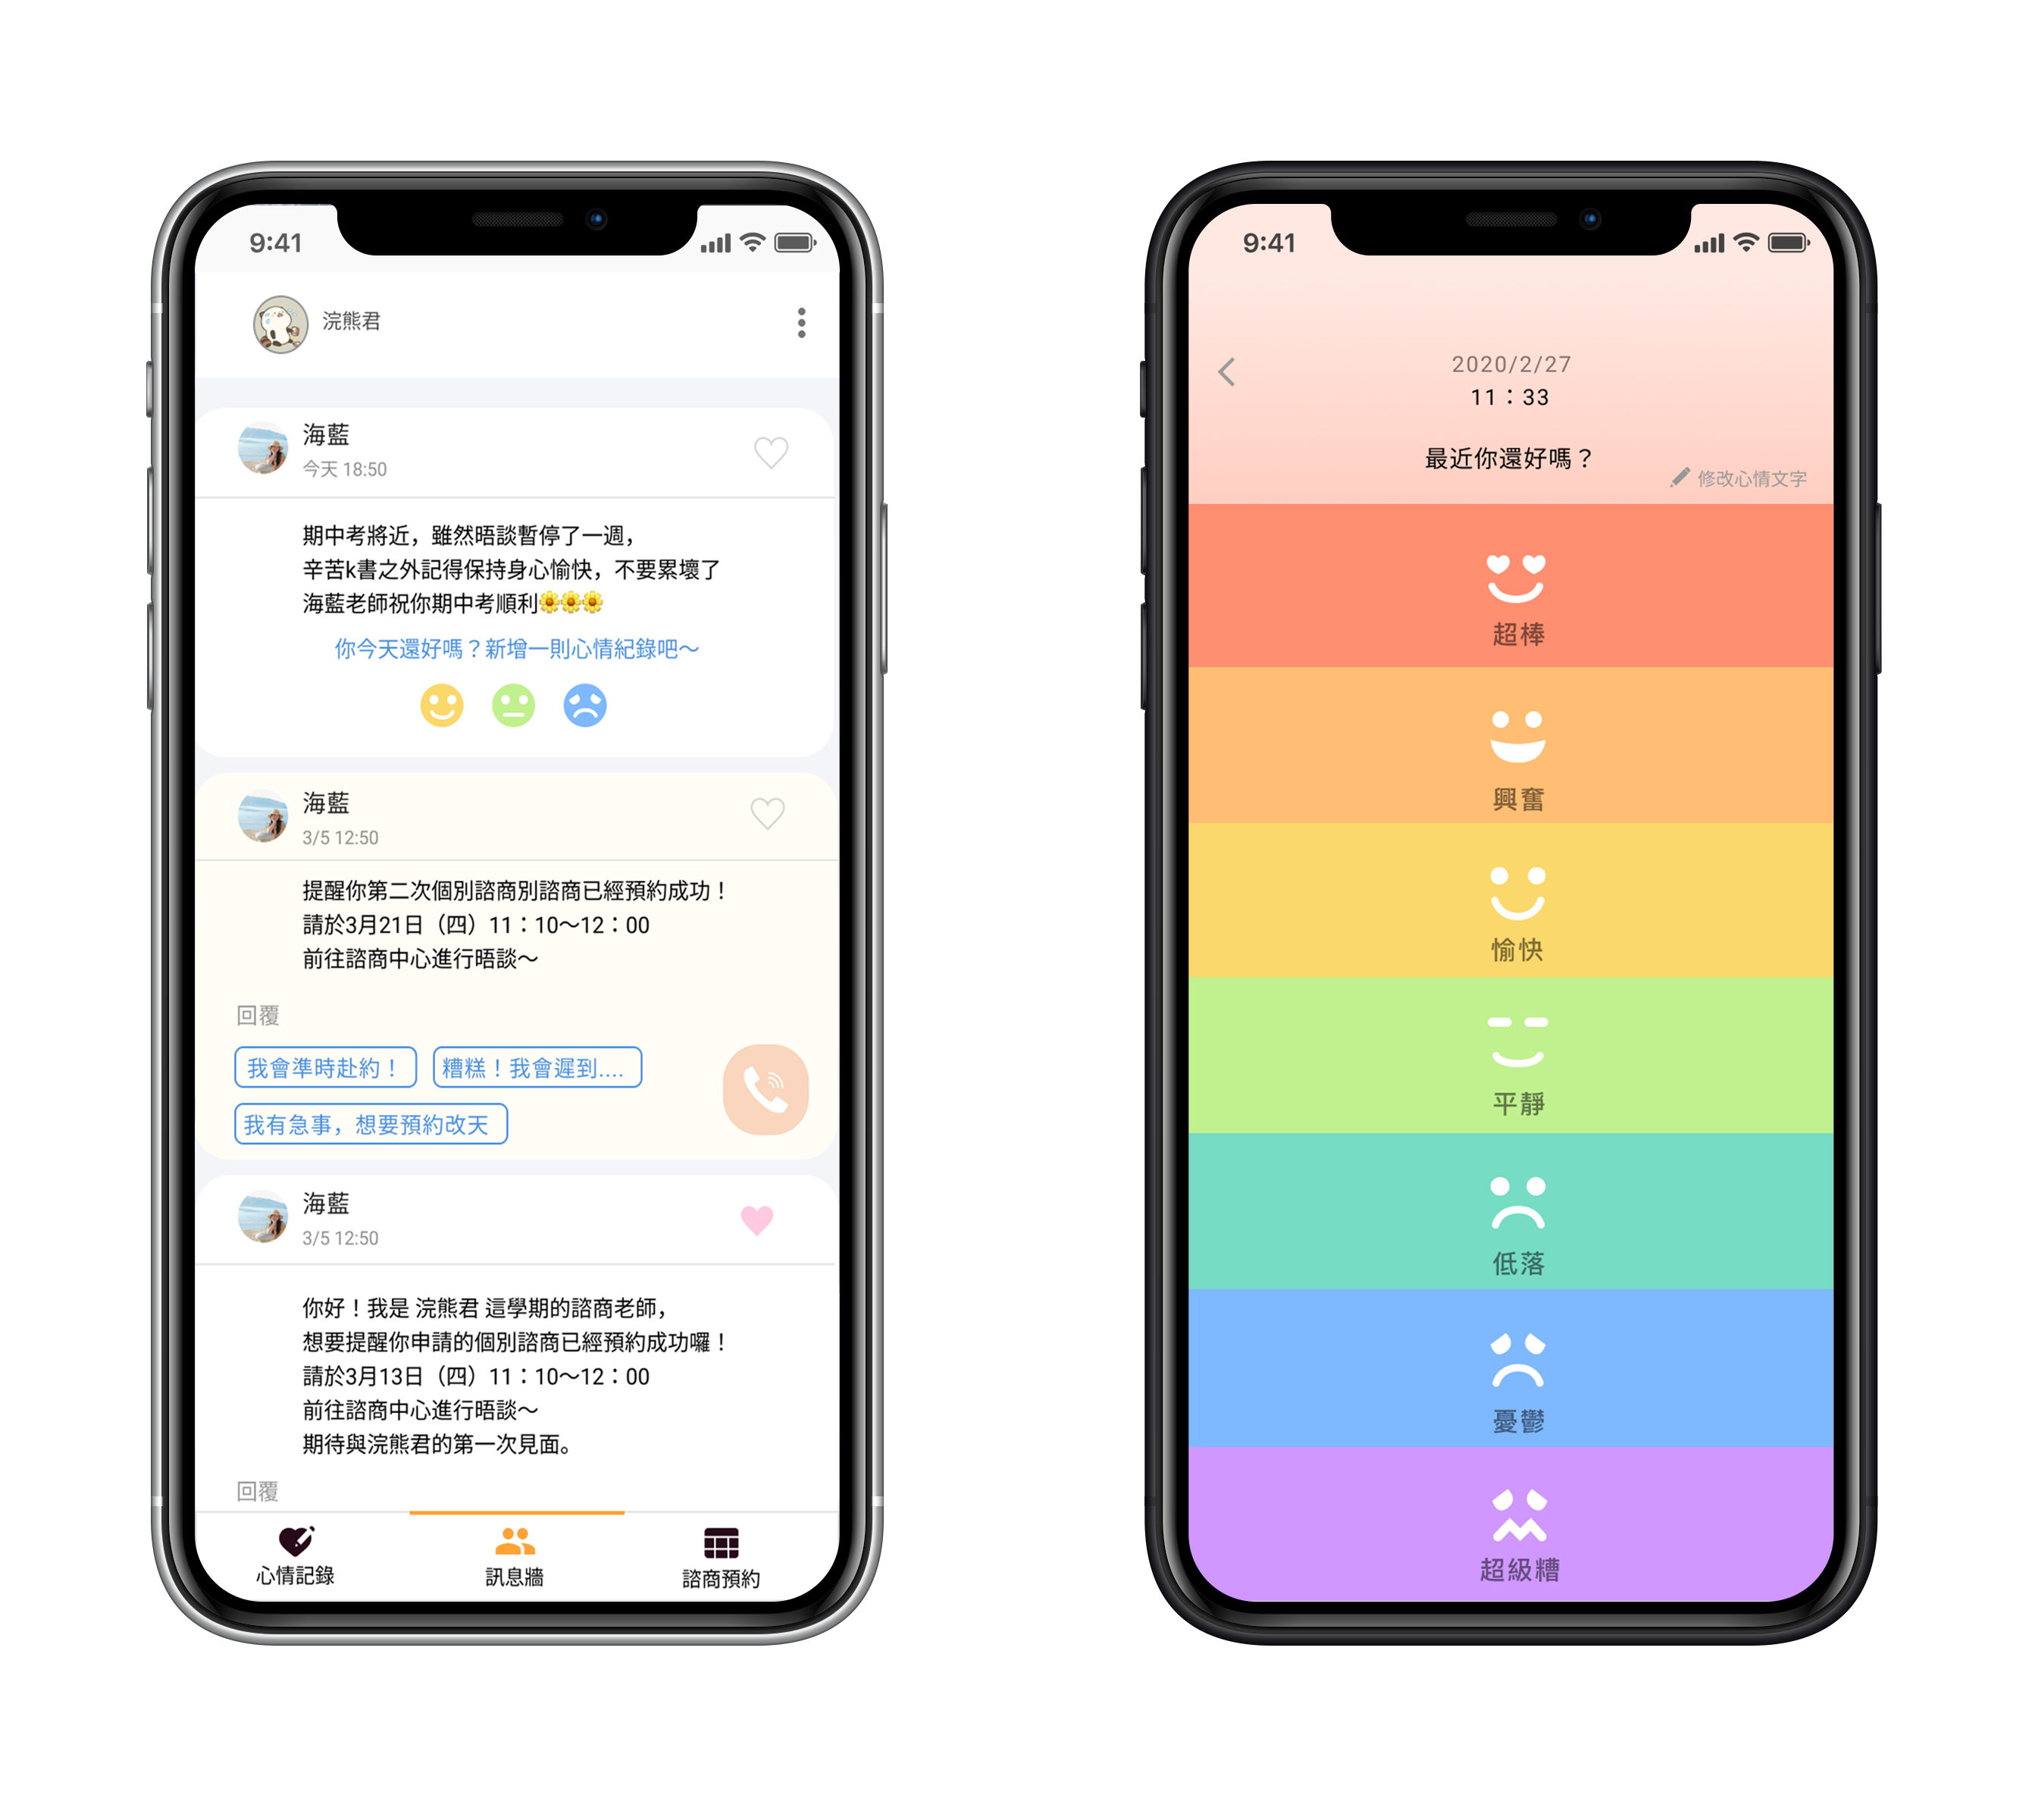 9:41
浣熊君
海藍
今天 18:50
期中考將近，雖然晤談暫停了一週，
辛苦k書之外記得保持身心愉快，不要累壞了
海藍老師祝你期中考順利🌼🌼🌼
你今天還好嗎？新增一則心情紀錄吧～
海藍
3/5 12:50
提醒你第二次個別諮商別諮商已經預約成功！
請於3月21日（四）11：10～12：00
前往諮商中心進行晤談～
回覆
我會準時赴約！
糟糕！我會遲到....
我有急事，想要預約改天
海藍
3/5 12:50
你好！我是 浣熊君 這學期的諮商老師，
想要提醒你申請的個別諮商已經預約成功囉！
請於3月13日（四）11：10～12：00
前往諮商中心進行晤談～
期待與浣熊君的第一次見面。
回覆
心情記錄
訊息牆
諮商預約
9:41
2020/2/27
11：33
最近你還好嗎？
修改心情文字
超棒
興奮
愉快
平靜
低落
憂鬱
超級糟